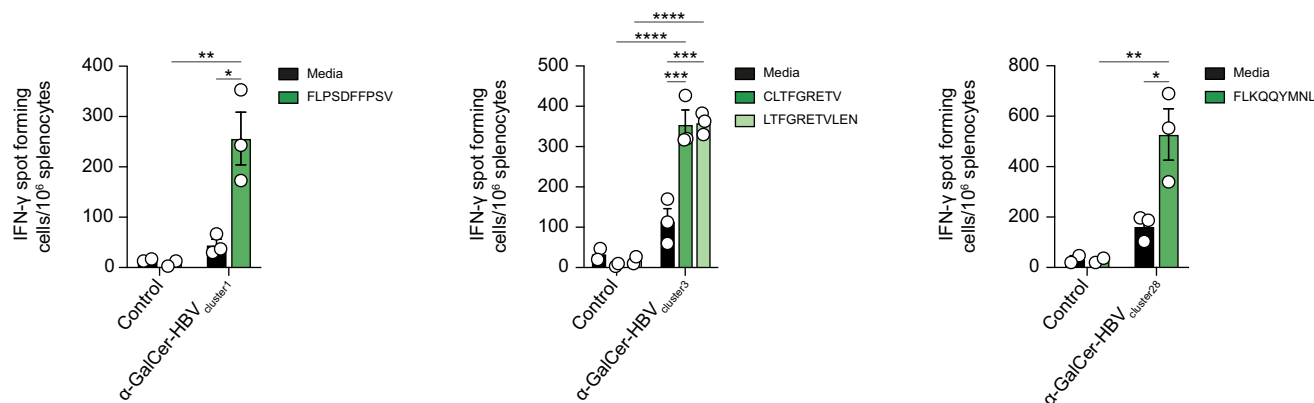 IFN-γ spot forming
cells/10⁶ splenocytes
400
300
200
100
0
**
*
Media
FLPSDFFPSV
Control
α-GalCer-HBV cluster1
IFN-γ spot forming
cells/10⁶ splenocytes
500
400
300
200
100
0
****
****
***
***
Media
CLTFGRETV
LTFGRETVLEN
Control
α-GalCer-HBV cluster3
IFN-γ spot forming
cells/10⁶ splenocytes
800
600
400
200
0
**
*
Media
FLKQQYMNL
Control
α-GalCer-HBV cluster28